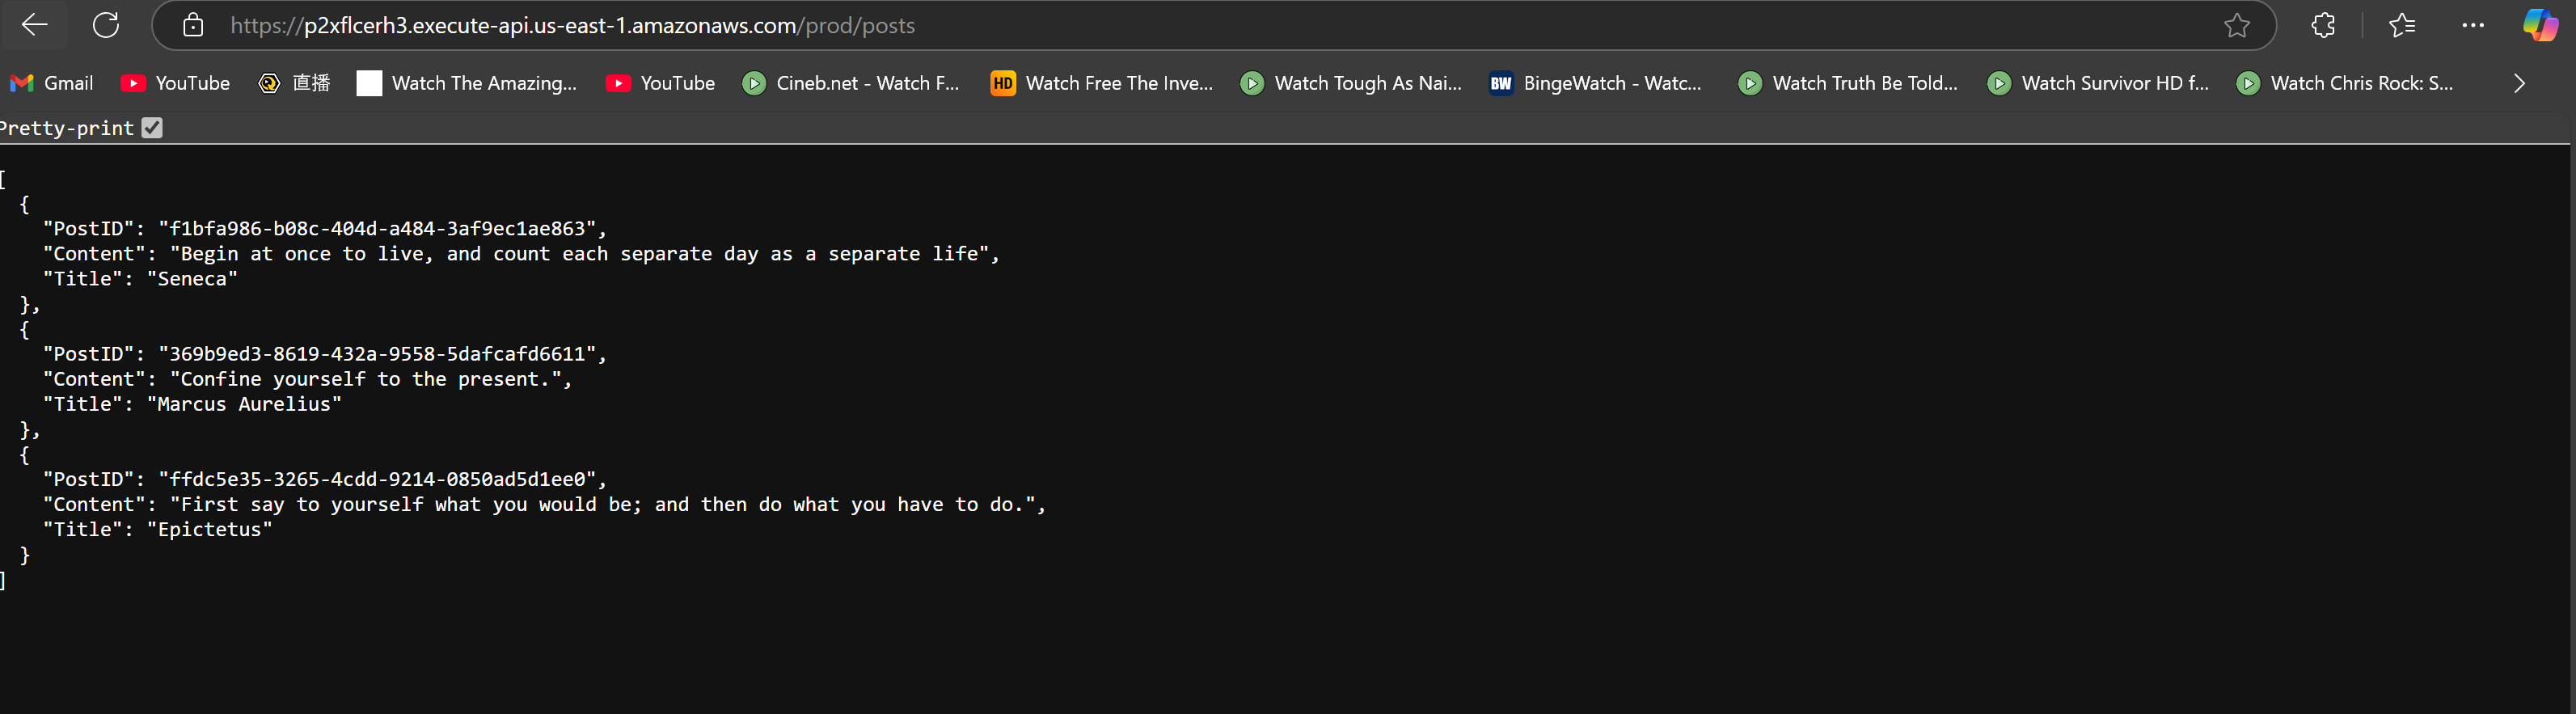 https://p2xflcerh3.execute-api.us-east-1.amazonaws.com/prod/posts
Gmail YouTube 直播 Watch The Amazing... YouTube Cineb.net - Watch F... HD Watch Free The Inve... Watch Tough As Nai... BW BingeWatch - Watc... Watch Truth Be Told... Watch Survivor HD f... Watch Chris Rock: S...
Pretty-print
[
{
"PostID": "f1bfa986-b08c-404d-a484-3af9ec1ae863",
"Content": "Begin at once to live, and count each separate day as a separate life",
"Title": "Seneca"
},
{
"PostID": "369b9ed3-8619-432a-9558-5dafcafd6611",
"Content": "Confine yourself to the present.",
"Title": "Marcus Aurelius"
},
{
"PostID": "ffdc5e35-3265-4cdd-9214-0850ad5d1ee0",
"Content": "First say to yourself what you would be; and then do what you have to do.",
"Title": "Epictetus"
}
]